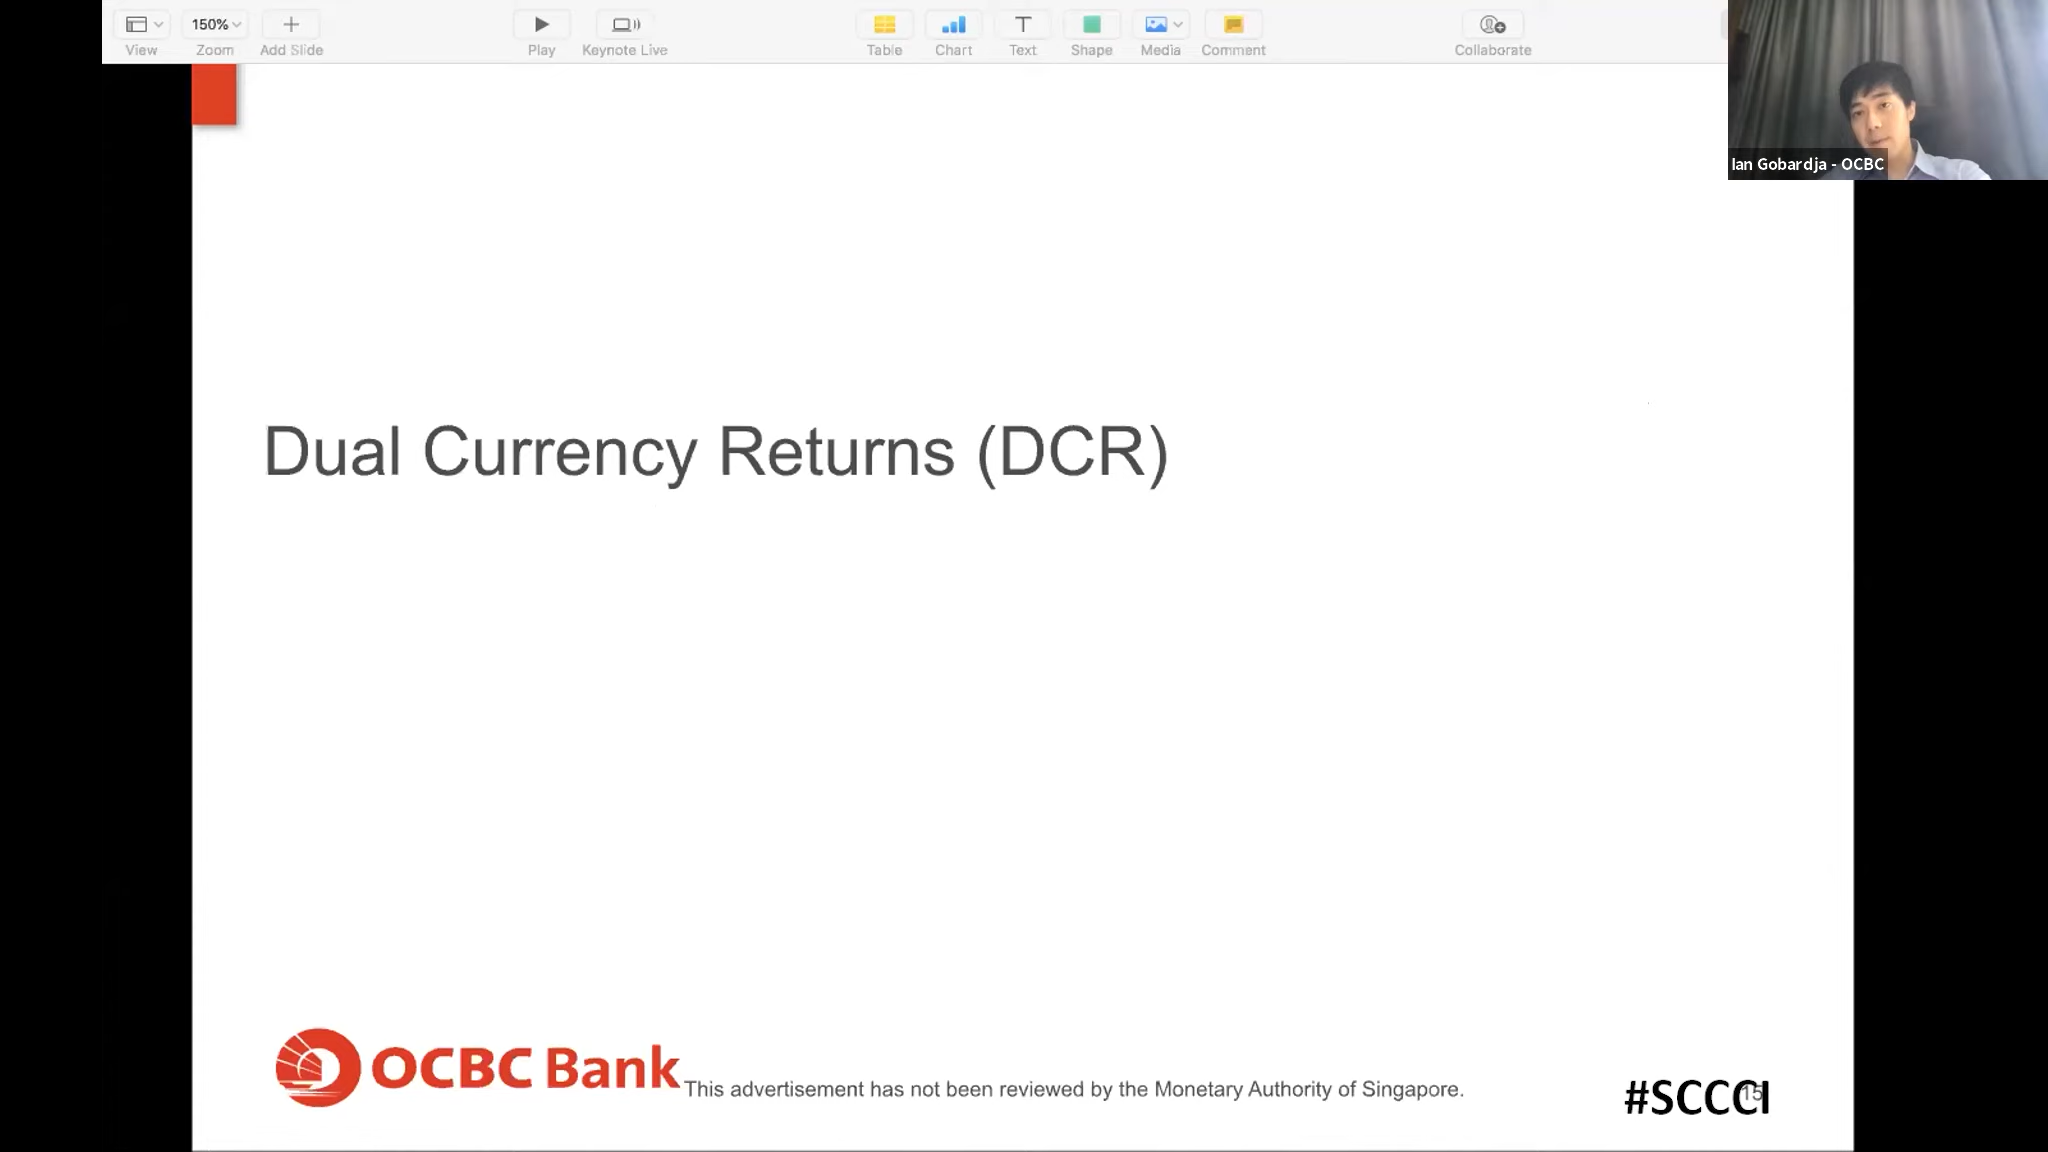 150%
View
Zoom
Add Slide
Play
Keynote Live
Table
Chart
Text
Shape
Media
Comment
Collaborate
Ian Gobardja - OCBC
Dual Currency Returns (DCR)
OCBC Bank
This advertisement has not been reviewed by the Monetary Authority of Singapore.
#SCCCI
15